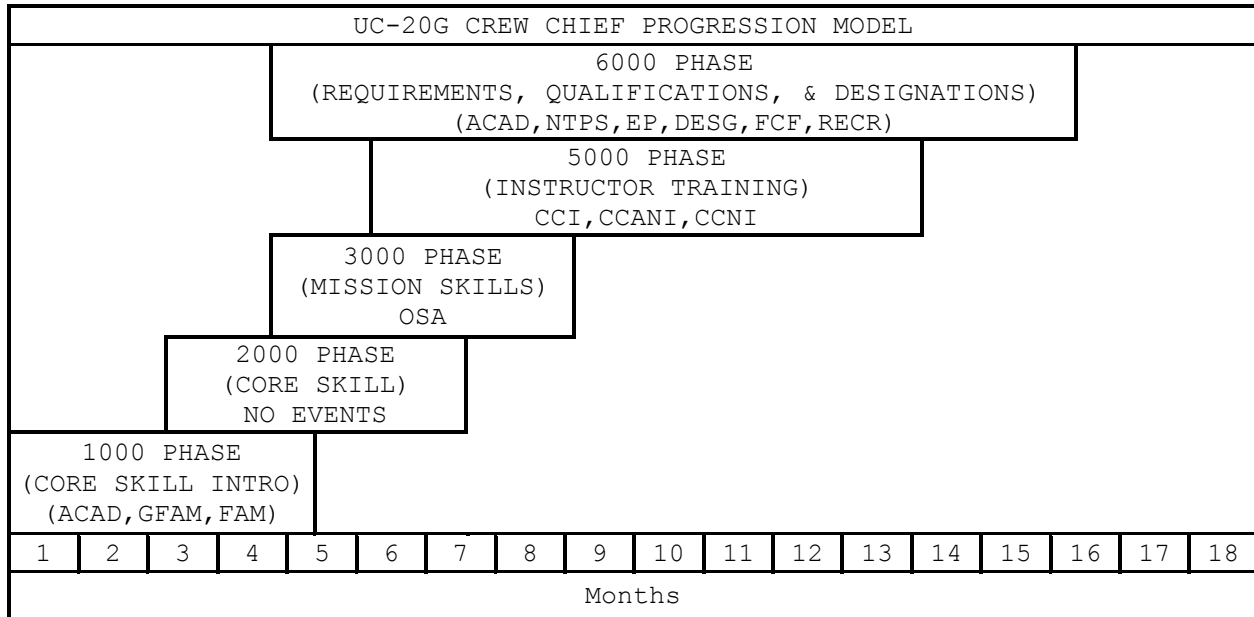 UC-20G CREW CHIEF PROGRESSION MODEL
6000 PHASE
(REQUIREMENTS, QUALIFICATIONS, & DESIGNATIONS)
(ACAD,NTPS,EP,DESG,FCF,RECR)
5000 PHASE
(INSTRUCTOR TRAINING)
CCI,CCANI,CCNI
3000 PHASE
(MISSION SKILLS)
OSA
2000 PHASE
(CORE SKILL)
NO EVENTS
1000 PHASE
(CORE SKILL INTRO)
(ACAD,GFAM,FAM)
1 2 3 4 5 6 7 8 9 10 11 12 13 14 15 16 17 18
Months